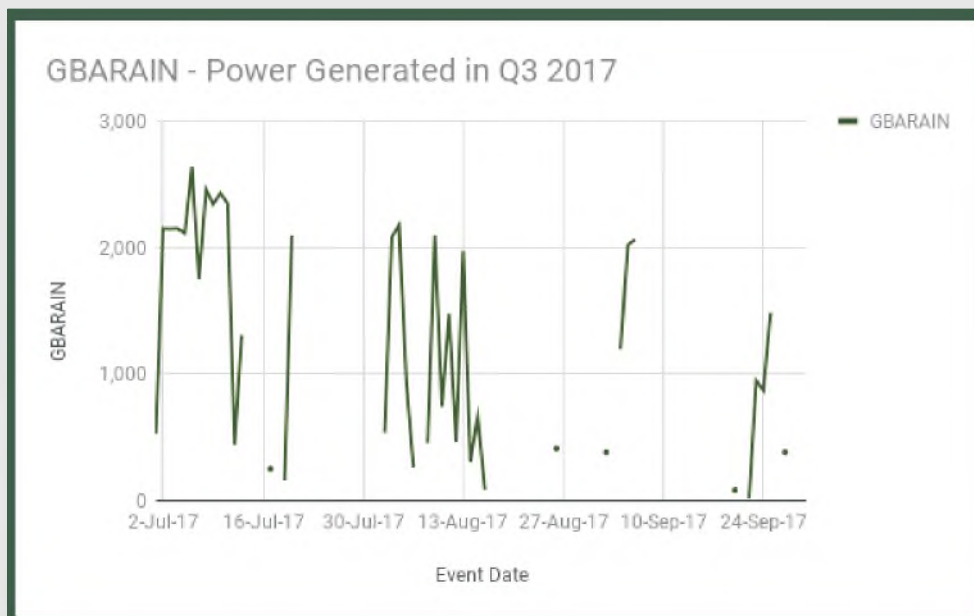 GBARAIN - Power Generated in Q3 2017
GBARAIN
3,000
2,000
1,000
0
GBARAIN
2-Jul-17 16-Jul-17 30-Jul-17 13-Aug-17 27-Aug-17 10-Sep-17 24-Sep-17
Event Date